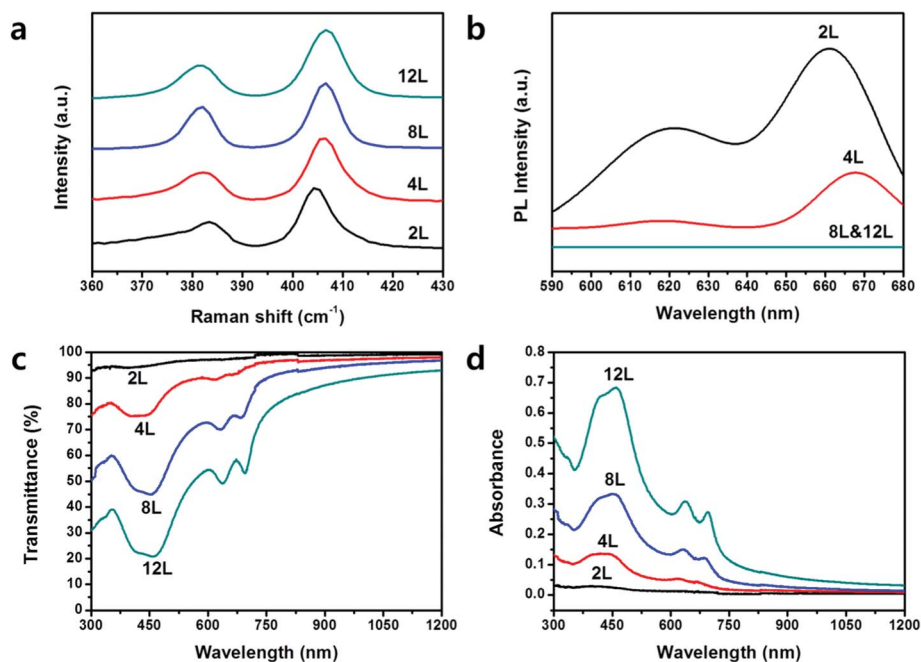 a
Intensity (a.u.)
12L
8L
4L
2L
360 370 380 390 400 410 420 430
Raman shift (cm⁻¹)
b
PL Intensity (a.u.)
2L
4L
8L&12L
590 600 610 620 630 640 650 660 670 680
Wavelength (nm)
c
Transmittance (%)
100
90
80
70
60
50
40
30
20
10
0
2L
4L
8L
12L
300 450 600 750 900 1050 1200
Wavelength (nm)
d
Absorbance
0.8
0.7
0.6
0.5
0.4
0.3
0.2
0.1
0.0
12L
8L
4L
2L
300 450 600 750 900 1050 1200
Wavelength (nm)